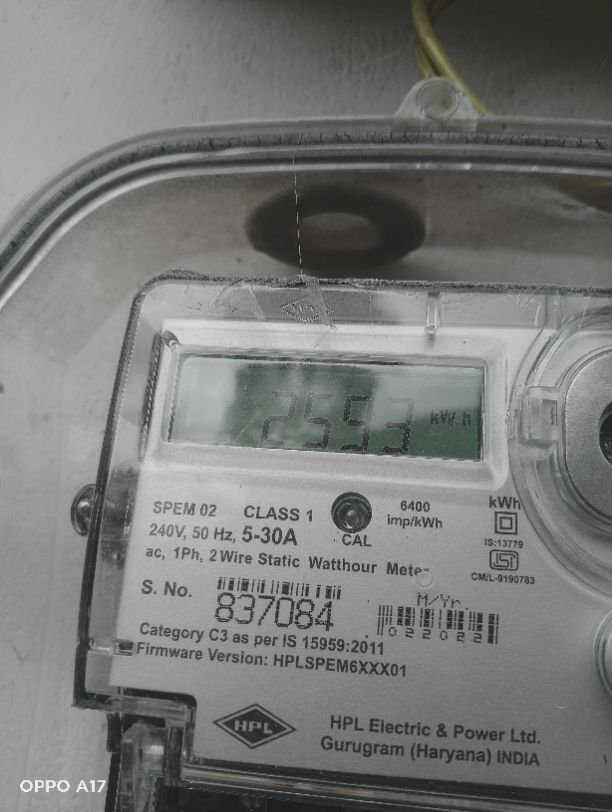 2593 kW h
SPEM 02 CLASS 1
6400
imp/kWh
kWh
240V, 50 Hz, 5-30A
CAL
IS:13779
ac, 1Ph, 2 Wire Static Watthour Meter
CM/L-9190783
S. No. 837084
M/Yr.
022022
Category C3 as per IS 15959:2011
Firmware Version: HPLSPEM6XXX01
HPL
HPL Electric & Power Ltd.
Gurugram (Haryana) INDIA
OPPO A17